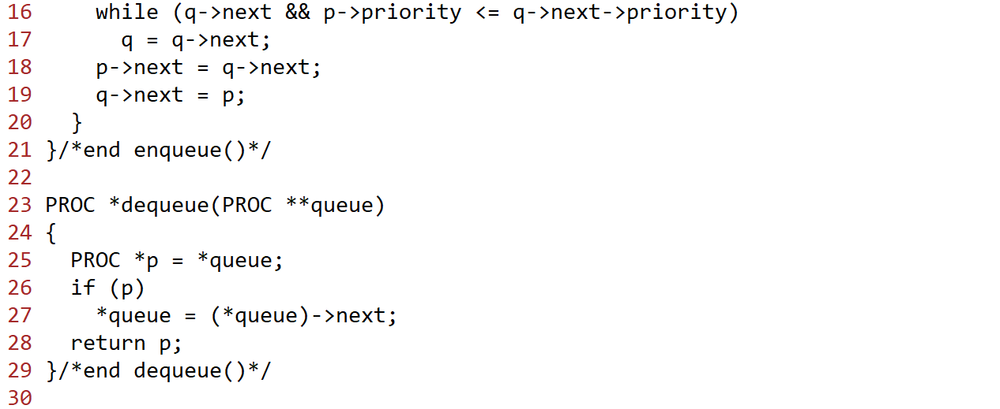 16     while (q->next && p->priority <= q->next->priority)
17       q = q->next;
18     p->next = q->next;
19     q->next = p;
20   }
21 }/*end enqueue()*/
22
23 PROC *dequeue(PROC **queue)
24 {
25   PROC *p = *queue;
26   if (p)
27     *queue = (*queue)->next;
28   return p;
29 }/*end dequeue()*/
30